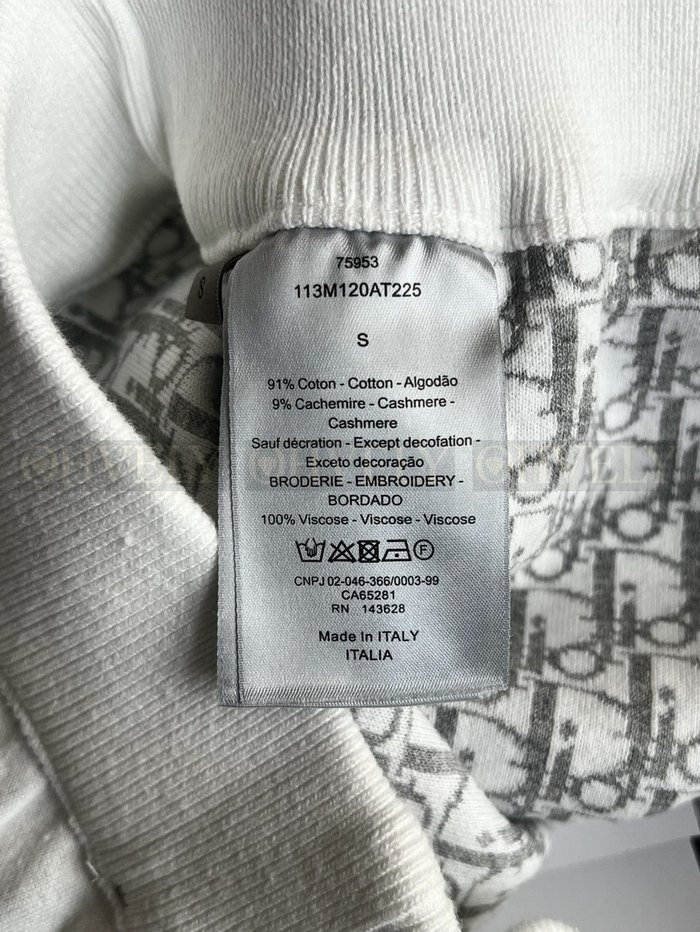 75953
113M120AT225
S
91% Coton - Cotton - Algodão
9% Cachemire - Cashmere -
Cashmere
Sauf décration - Except decofation -
Exceto decoração
BRODERIE - EMBROIDERY -
BORDADO
100% Viscose - Viscose - Viscose
F
CNPJ 02-046-366/0003-99
CA65281
RN 143628
Made In ITALY
ITALIA
S